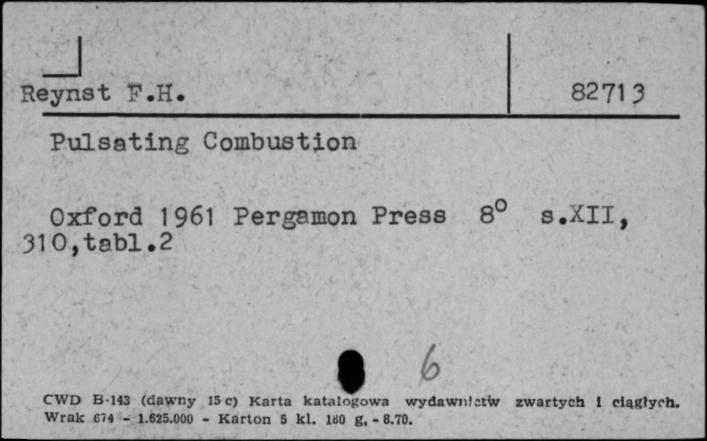 Reynst F.H. 82713
Pulsating Combustion
Oxford 1961 Pergamon Press 8° s.XII,
310,tabl.2
6
CWD B-143 (dawny 15 c) Karta katalogowa wydawnictw zwartych i ciągłych.
Wrak 674 - 1.625.000 - Karton 5 kl. 180 g, - 8.70.